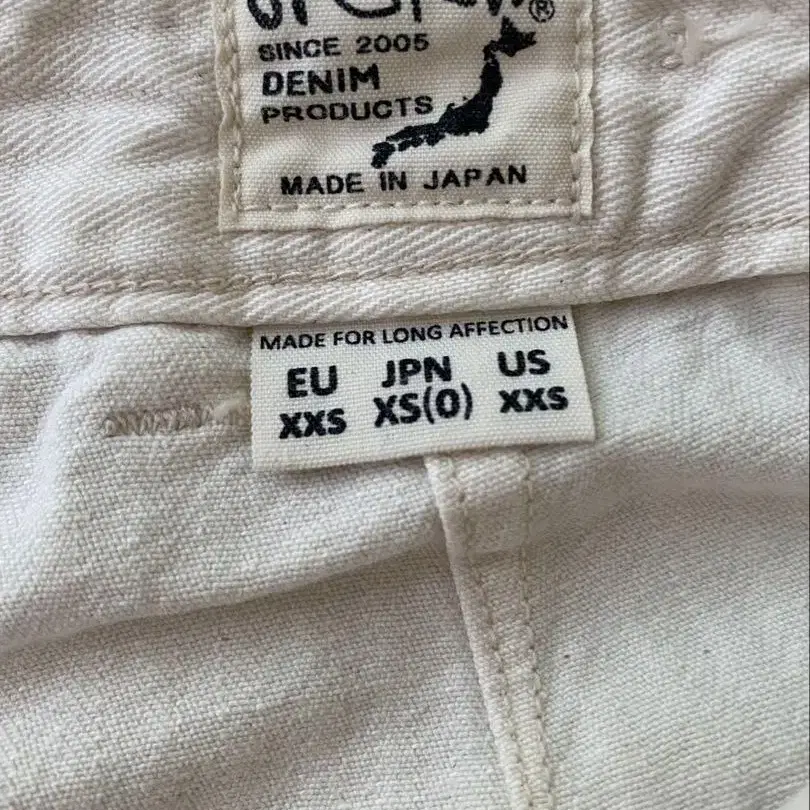 ®
SINCE 2005
DENIM
PRODUCTS
MADE IN JAPAN
MADE FOR LONG AFFECTION
EU JPN US
XXS XS(0) XXS